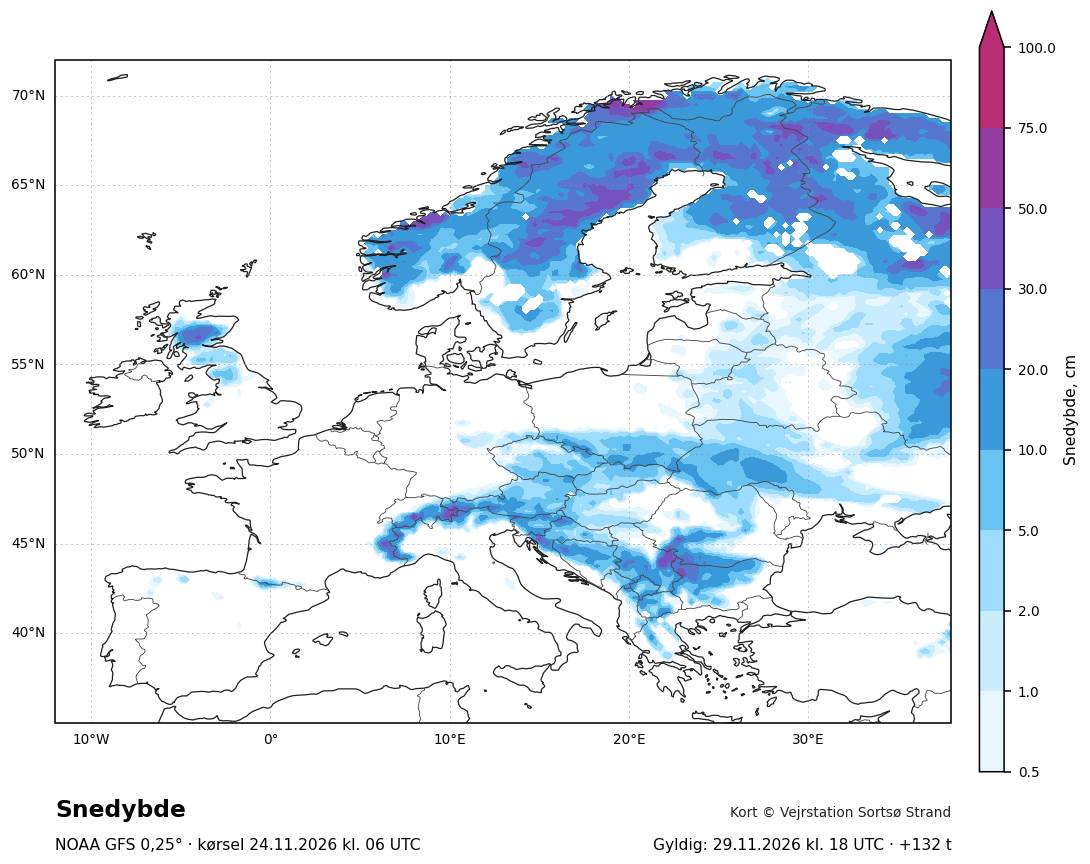 100.0
75.0
50.0
30.0
20.0
10.0
5.0
2.0
1.0
0.5
Snedybde, cm
70°N
65°N
60°N
55°N
50°N
45°N
40°N
10°W 0° 10°E 20°E 30°E
Snedybde
Kort © Vejrstation Sortsø Strand
NOAA GFS 0,25° · kørsel 24.11.2026 kl. 06 UTC
Gyldig: 29.11.2026 kl. 18 UTC · +132 t